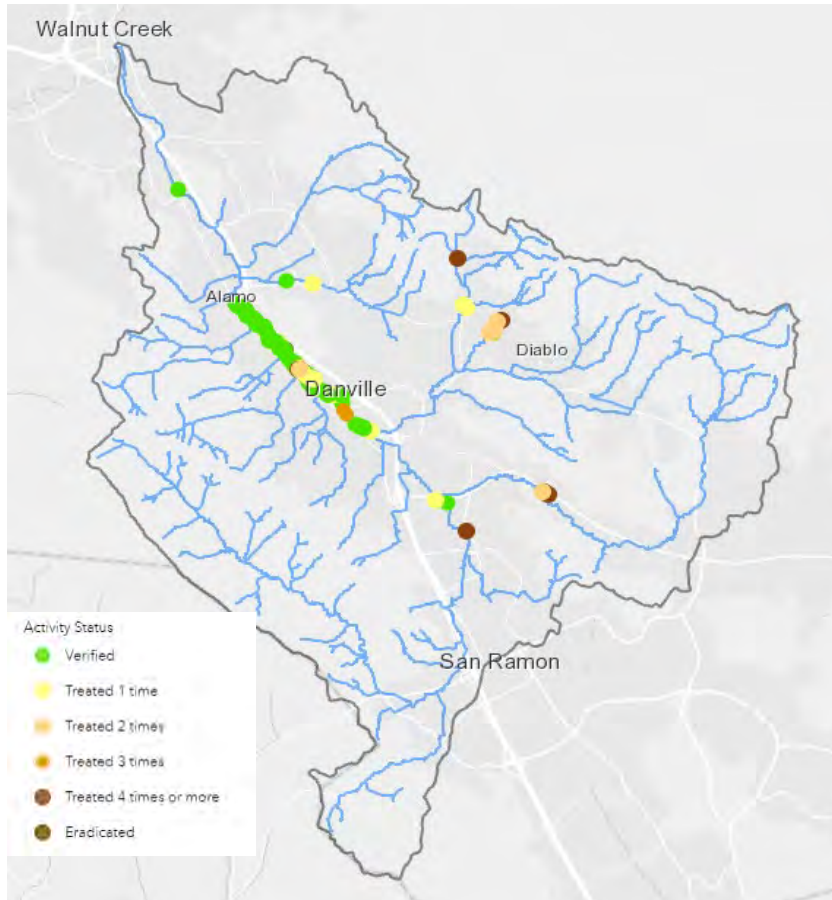 Walnut Creek
Alamo
Diablo
Danville
San Ramon
Activity Status
Verified
Treated 1 time
Treated 2 times
Treated 3 times
Treated 4 times or more
Eradicated